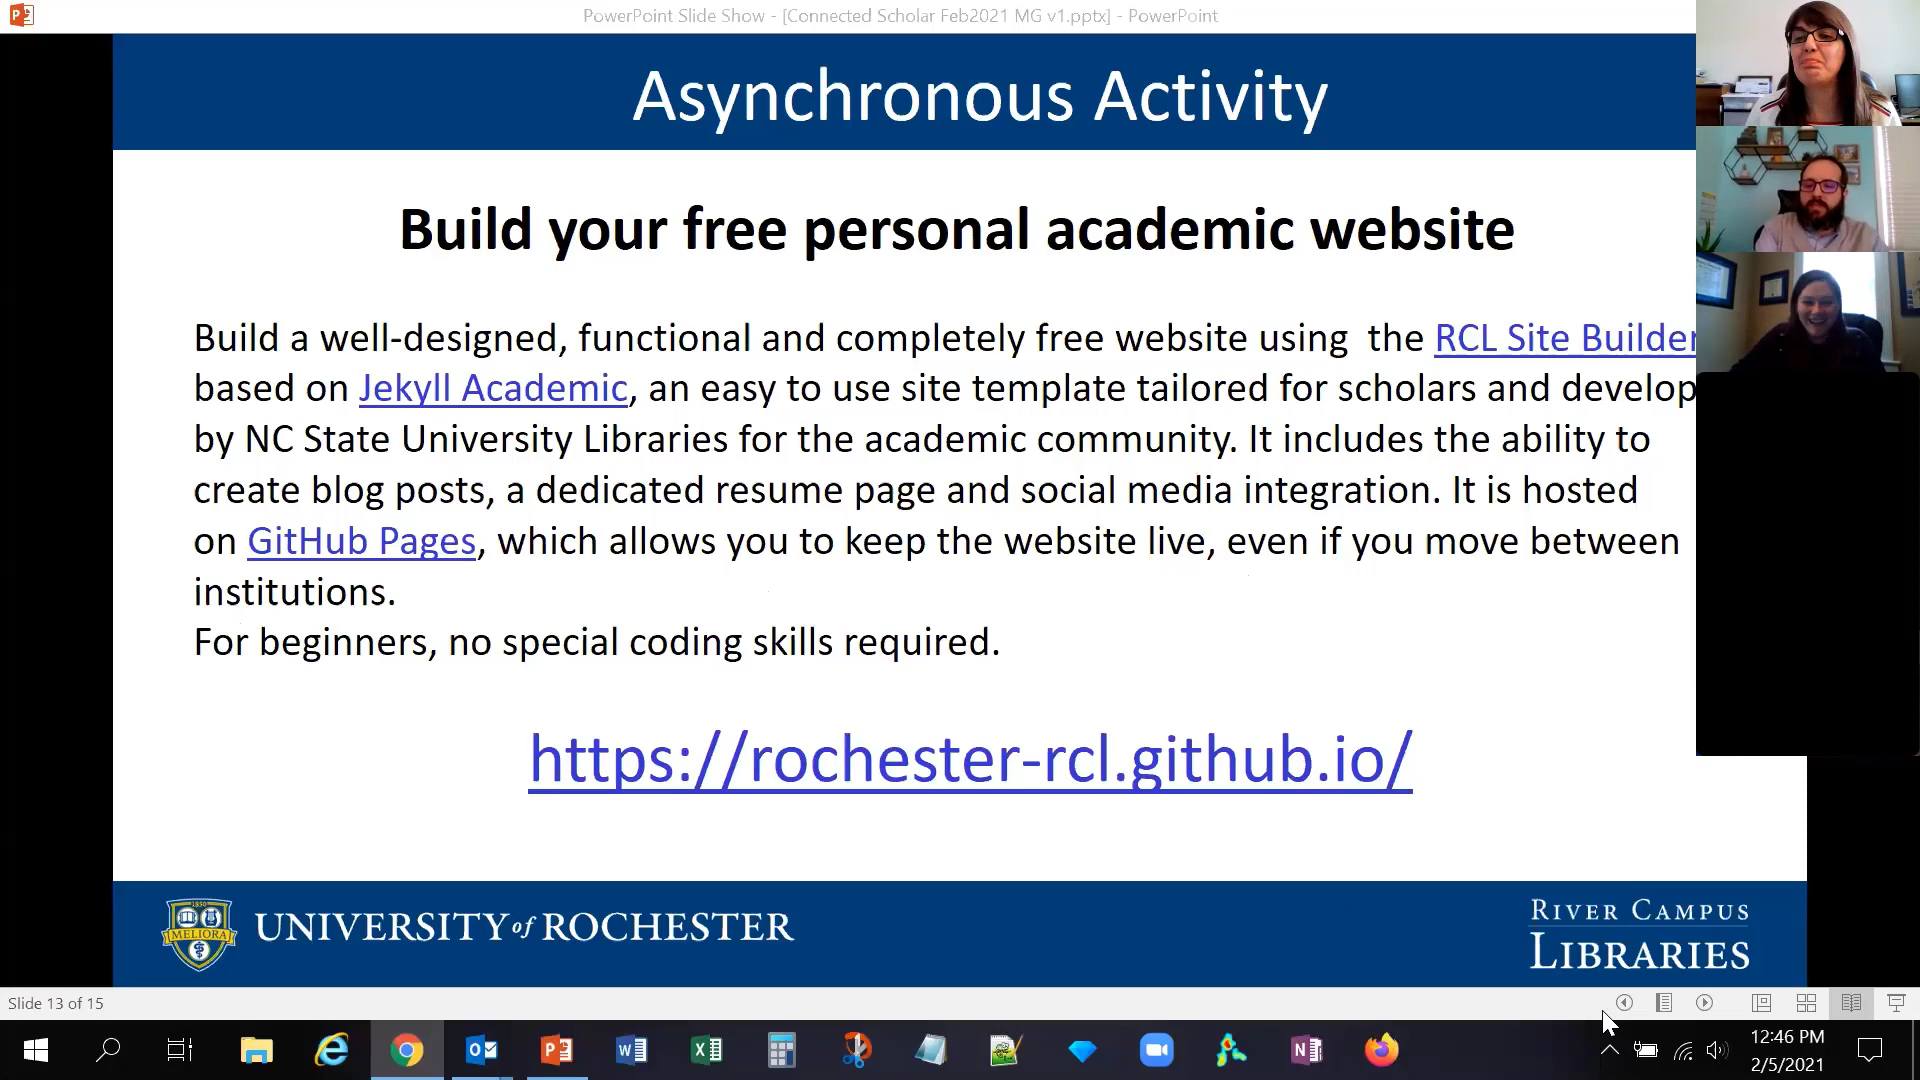 PowerPoint Slide Show - [Connected Scholar Feb2021 MG v1.pptx] - PowerPoint
Asynchronous Activity
Build your free personal academic website
Build a well-designed, functional and completely free website using the RCL Site Builder
based on Jekyll Academic, an easy to use site template tailored for scholars and develop
by NC State University Libraries for the academic community. It includes the ability to
create blog posts, a dedicated resume page and social media integration. It is hosted
on GitHub Pages, which allows you to keep the website live, even if you move between
institutions.
For beginners, no special coding skills required.
https://rochester-rcl.github.io/
1850
MELIORA
UNIVERSITY of ROCHESTER
RIVER CAMPUS
LIBRARIES
Slide 13 of 15
12:46 PM
2/5/2021